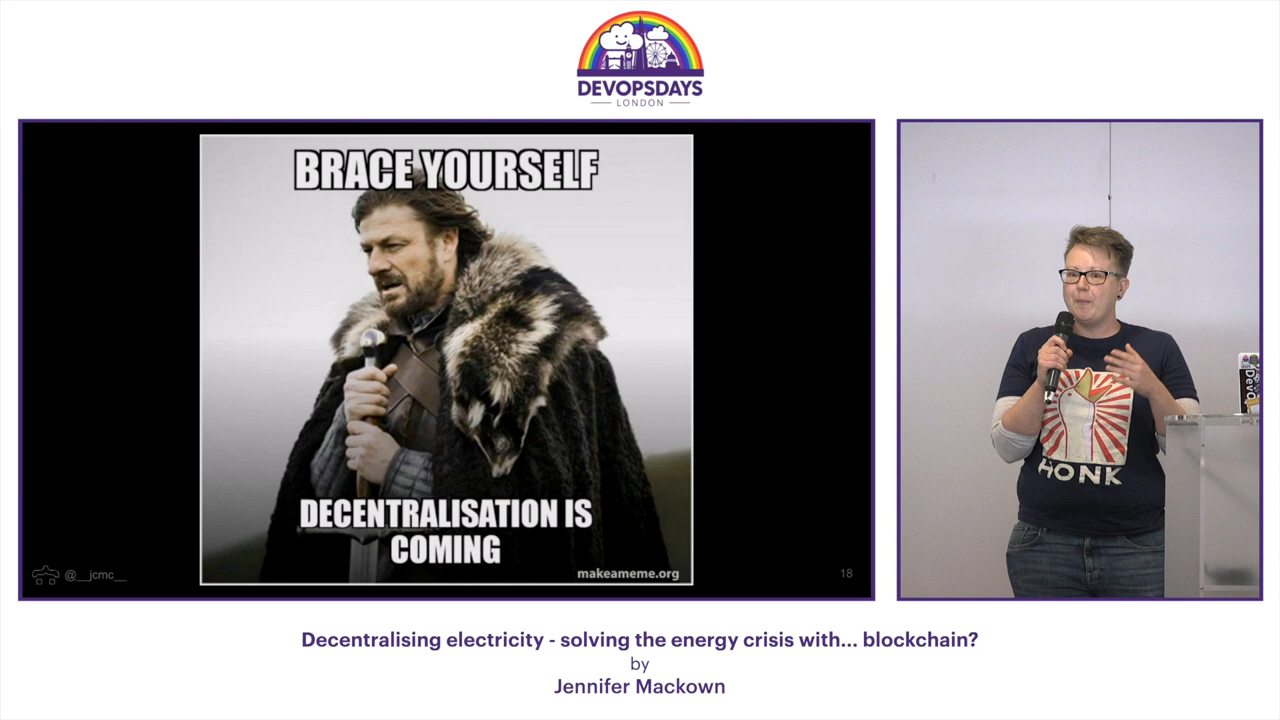 DEVOPSDAYS
LONDON
BRACE YOURSELF
DECENTRALISATION IS
COMING
makeameme.org
@__jcmc__
18
HONK
Decentralising electricity - solving the energy crisis with... blockchain?
by
Jennifer Mackown